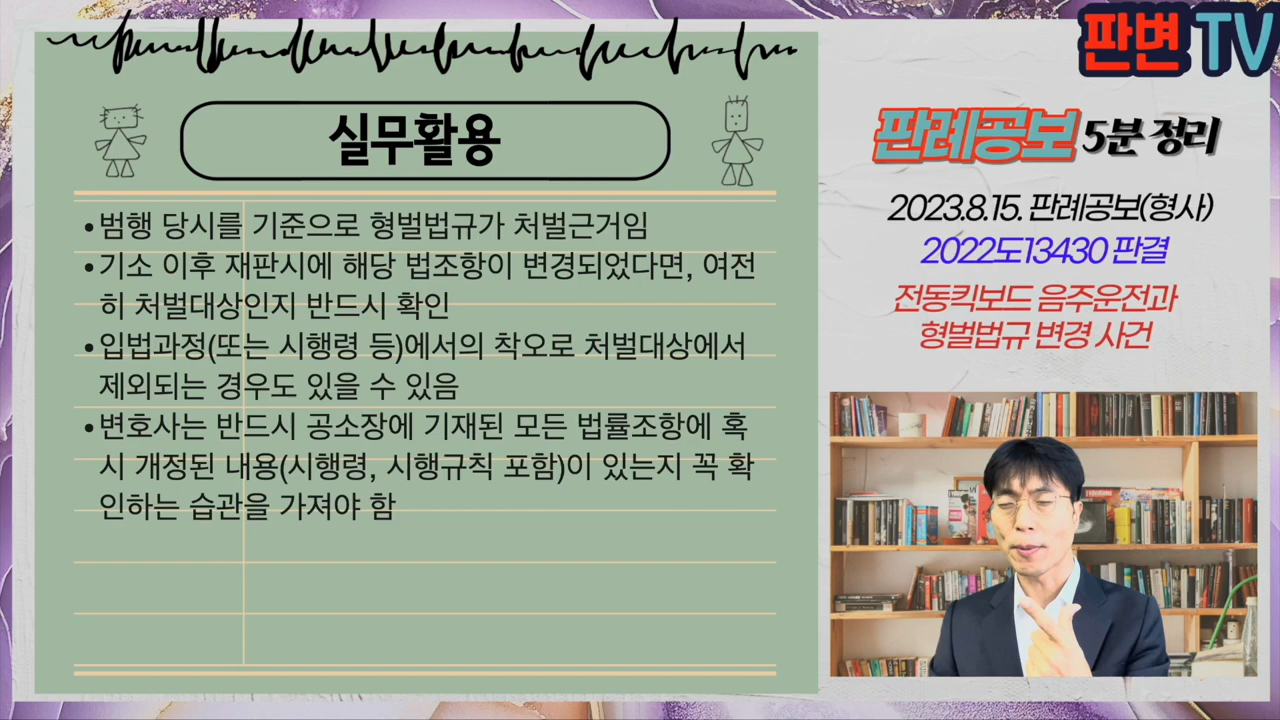 판변 TV
실무활용
•범행 당시를 기준으로 형벌법규가 처벌근거임
•기소 이후 재판시에 해당 법조항이 변경되었다면, 여전
히 처벌대상인지 반드시 확인
•입법과정(또는 시행령 등)에서의 착오로 처벌대상에서
제외되는 경우도 있을 수 있음
•변호사는 반드시 공소장에 기재된 모든 법률조항에 혹
시 개정된 내용(시행령, 시행규칙 포함)이 있는지 꼭 확
인하는 습관을 가져야 함
판례공보 5분 정리
2023.8.15. 판례공보(형사)
2022도13430 판결
전동킥보드 음주운전과
형벌법규 변경 사건